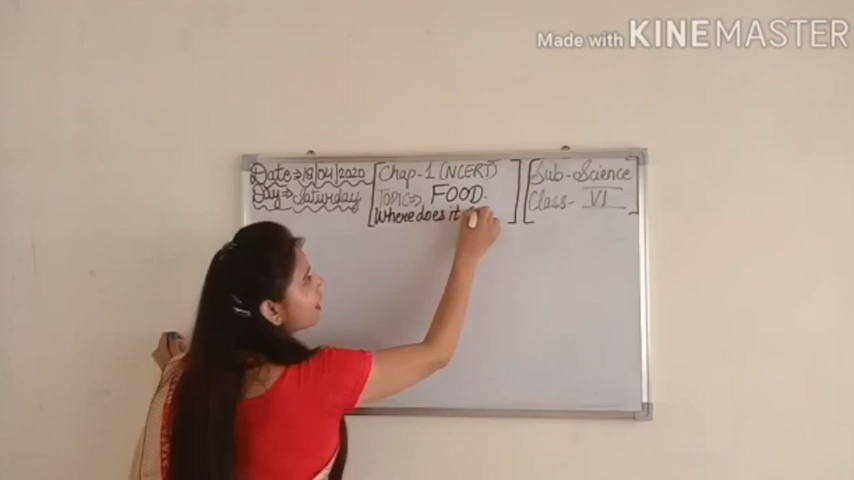 Made with KINEMASTER
Date⇒18/04/2020
Day⇒Saturday
Chap-1 (NCERT)
TOPIC⇒ FOOD.
Where does it
Sub-Science
Class- VI